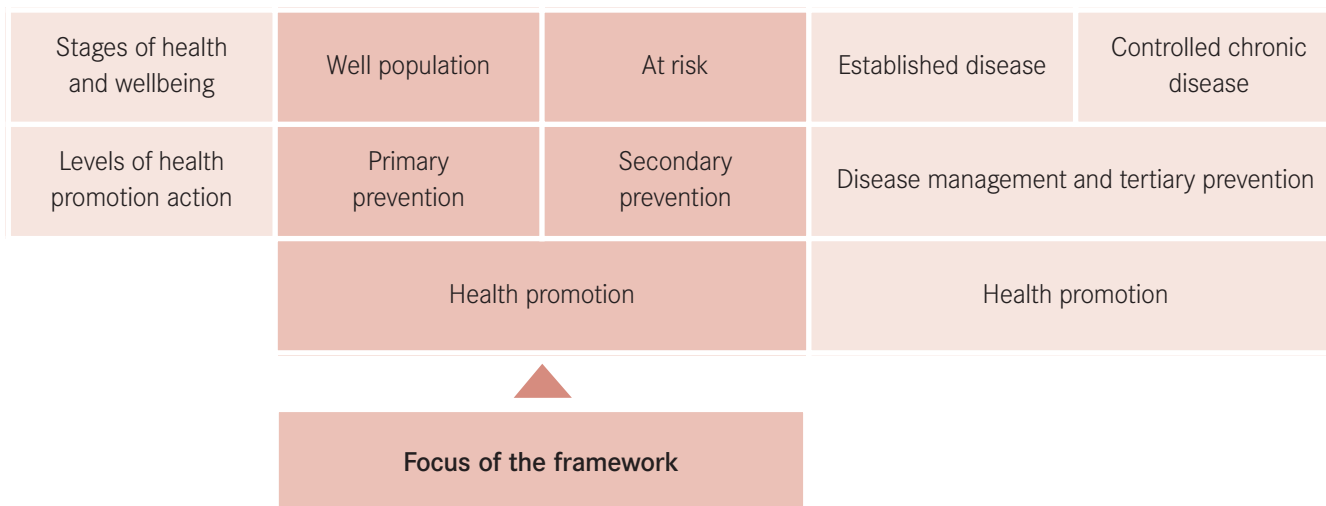 Stages of health
and wellbeing
Well population
At risk
Established disease
Controlled chronic
disease
Levels of health
promotion action
Primary
prevention
Secondary
prevention
Disease management and tertiary prevention
Health promotion
Health promotion
Focus of the framework